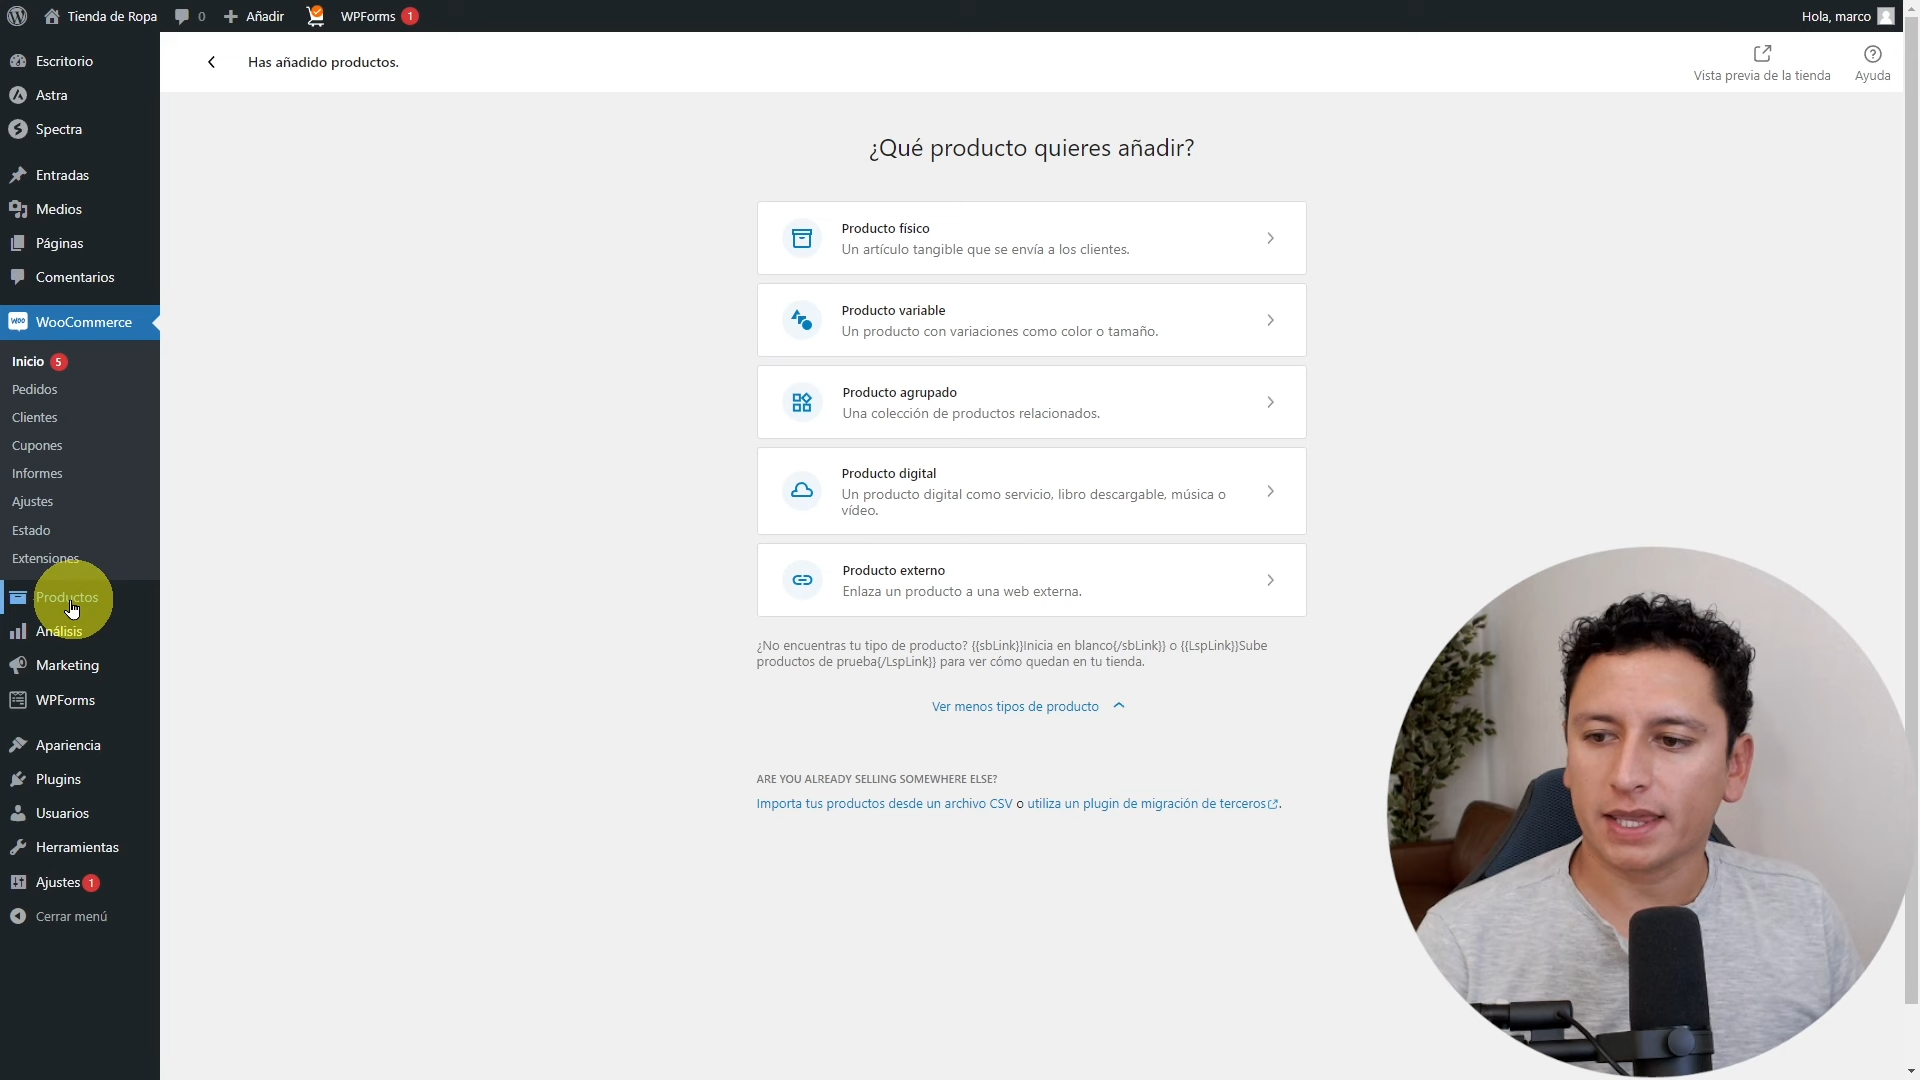 Tienda de Ropa
0
Añadir
WPForms 1
Hola, marco
Escritorio
Astra
Spectra
Entradas
Medios
Páginas
Comentarios
WooCommerce
Inicio 5
Pedidos
Clientes
Cupones
Informes
Ajustes
Estado
Extensiones
Productos
Análisis
Marketing
WPForms
Apariencia
Plugins
Usuarios
Herramientas
Ajustes 1
Cerrar menú
Has añadido productos.
Vista previa de la tienda
Ayuda
¿Qué producto quieres añadir?
Producto físico
Un artículo tangible que se envía a los clientes.
Producto variable
Un producto con variaciones como color o tamaño.
Producto agrupado
Una colección de productos relacionados.
Producto digital
Un producto digital como servicio, libro descargable, música o
vídeo.
Producto externo
Enlaza un producto a una web externa.
¿No encuentras tu tipo de producto? {{sbLink}}Inicia en blanco{/sbLink}} o {{LspLink}}Sube
productos de prueba{/LspLink}} para ver cómo quedan en tu tienda.
Ver menos tipos de producto
ARE YOU ALREADY SELLING SOMEWHERE ELSE?
Importa tus productos desde un archivo CSV o utiliza un plugin de migración de terceros.